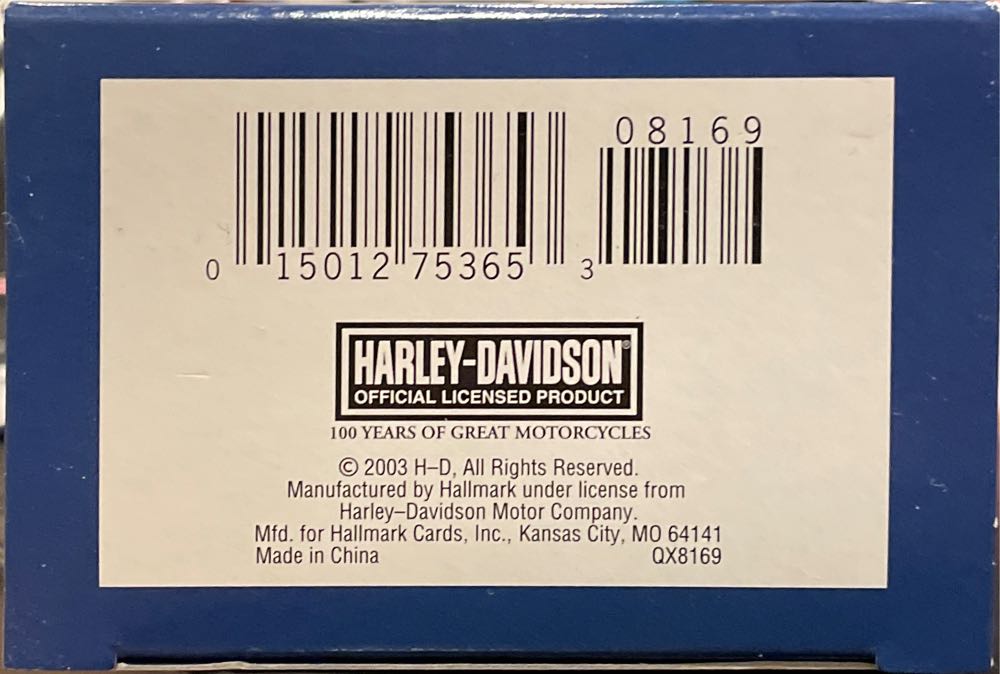 08169
0 15012 75365 3
HARLEY-DAVIDSON®
OFFICIAL LICENSED PRODUCT
100 YEARS OF GREAT MOTORCYCLES
© 2003 H–D, All Rights Reserved.
Manufactured by Hallmark under license from
Harley–Davidson Motor Company.
Mfd. for Hallmark Cards, Inc., Kansas City, MO 64141
Made in China QX8169